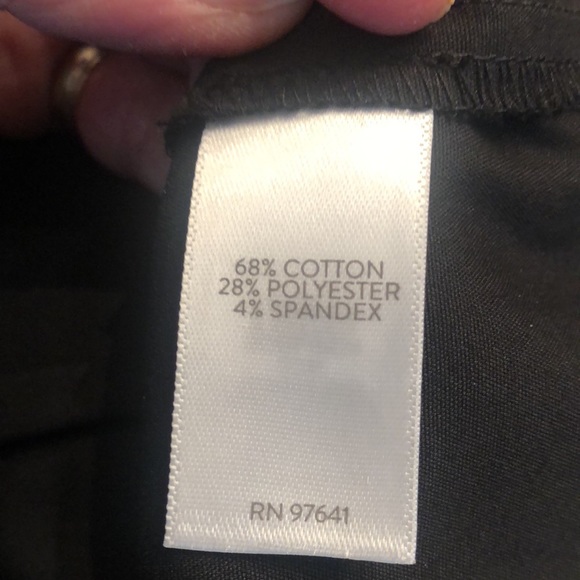 68% COTTON
28% POLYESTER
4% SPANDEX
RN 97641